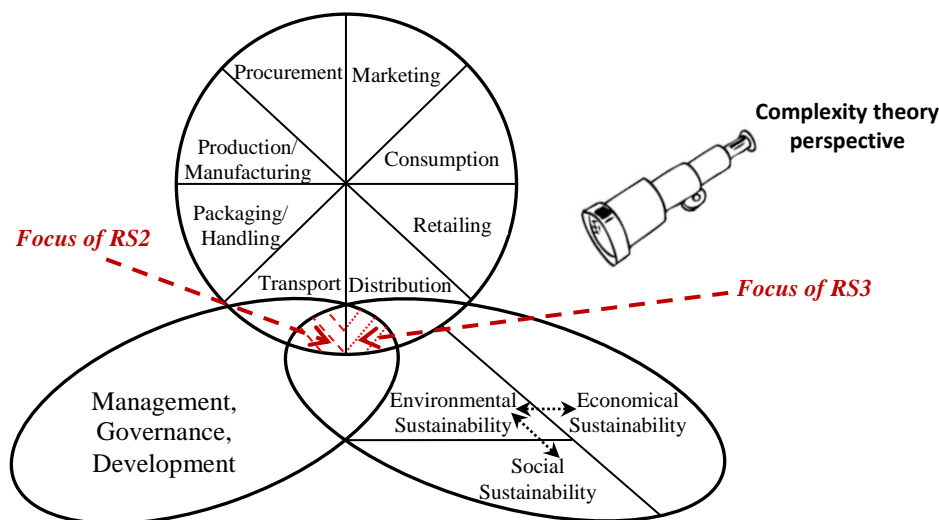 Procurement
Marketing
Complexity theory
perspective
Production/
Manufacturing
Consumption
Packaging/
Handling
Retailing
Focus of RS2
Transport
Distribution
Focus of RS3
Management,
Governance,
Development
Environmental
Sustainability
Economical
Sustainability
Social
Sustainability